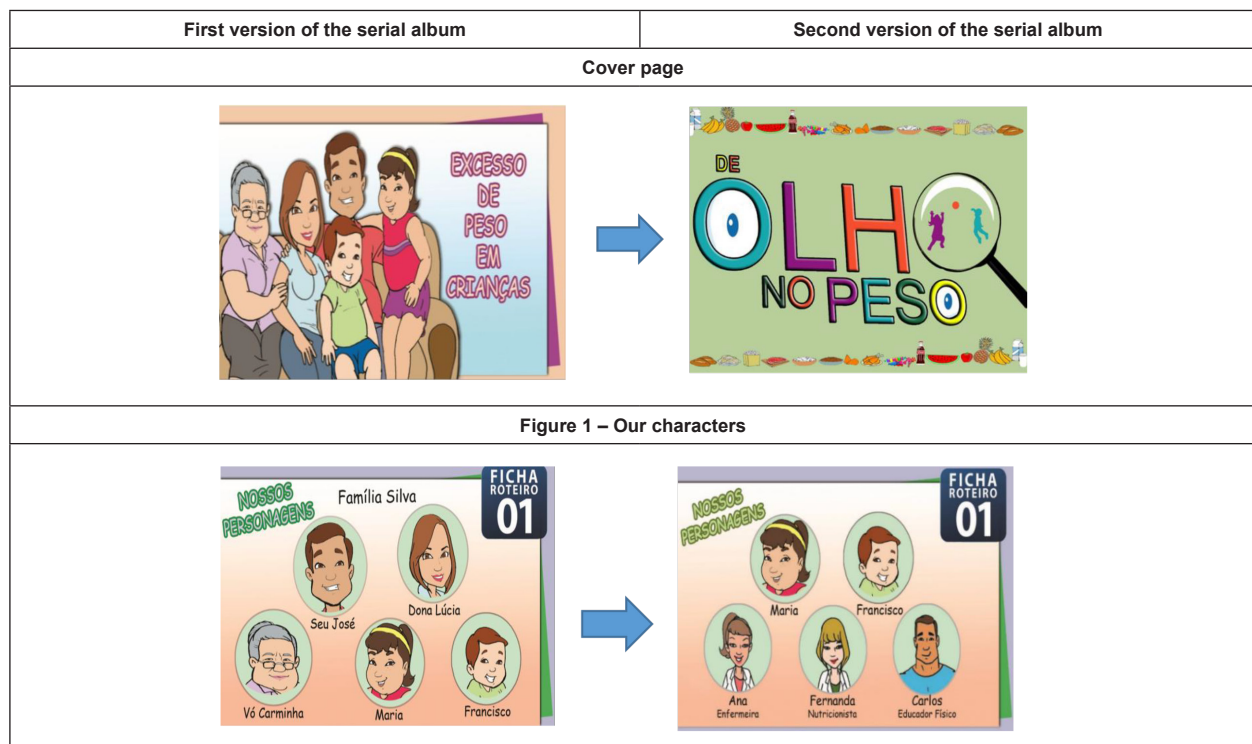 First version of the serial album
Second version of the serial album
Cover page
EXCESSO
DE
PESO
EM
CRIANÇAS
DE
OLHO
NO PESO
Figure 1 – Our characters
NOSSOS
PERSONAGENS
Família Silva
FICHA
ROTEIRO
01
Seu José
Dona Lúcia
Vó Carminha
Maria
Francisco
NOSSOS
PERSONAGENS
FICHA
ROTEIRO
01
Maria
Francisco
Ana
Enfermeira
Fernanda
Nutricionista
Carlos
Educador Físico